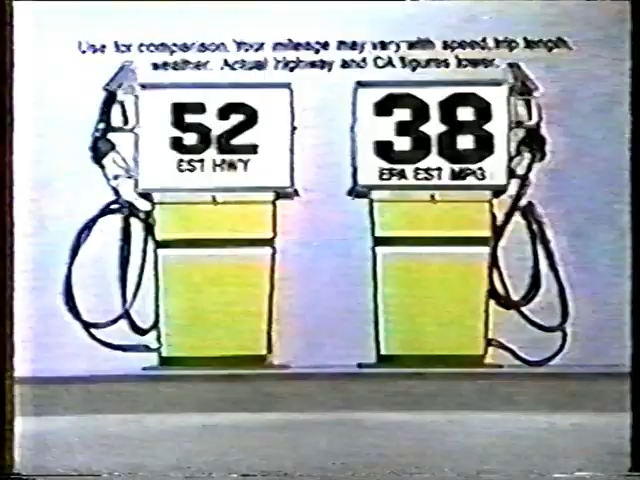 Use for comparison. Your mileage may vary with speed, trip length,
weather. Actual highway and CA figures lower.
52
EST HWY
38
EPA EST MPG